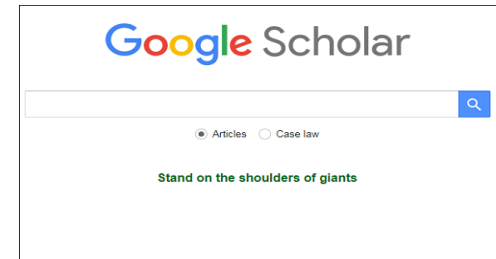 Google Scholar
Articles Case law
Stand on the shoulders of giants